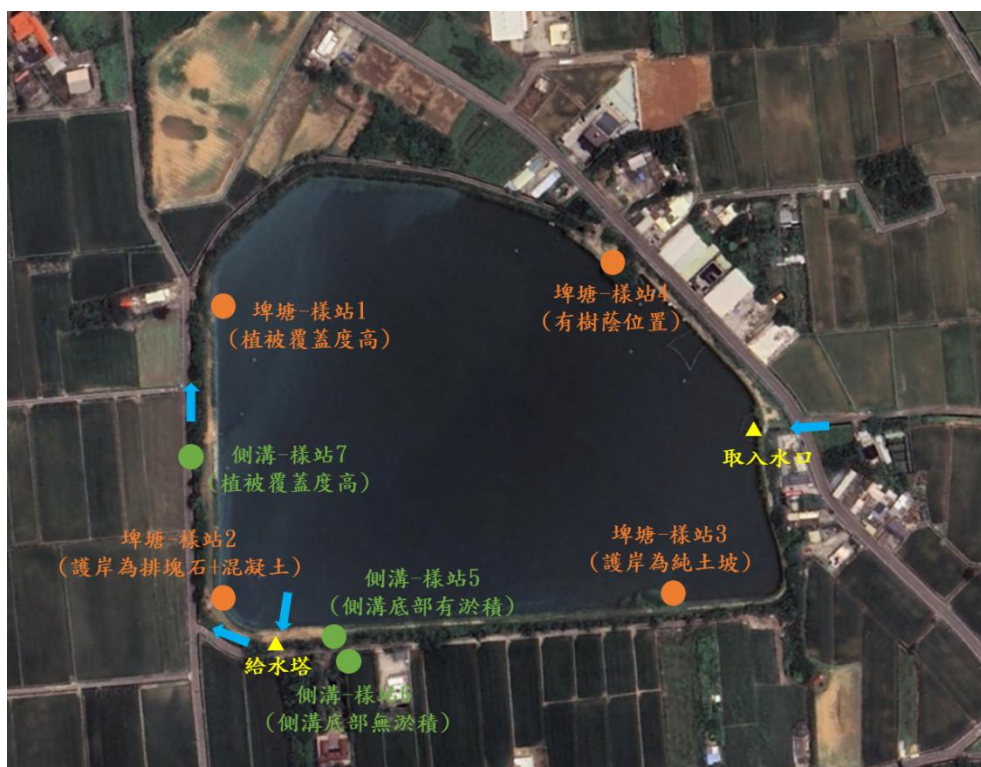 埤塘-樣站4
(有樹蔭位置)
埤塘-樣站1
(植被覆蓋度高)
取入水口
側溝-樣站7
(植被覆蓋度高)
埤塘-樣站3
(護岸為純土坡)
埤塘-樣站2
(護岸為排塊石+混凝土)
側溝-樣站5
(側溝底部有淤積)
給水塔
側溝-樣站6
(側溝底部無淤積)